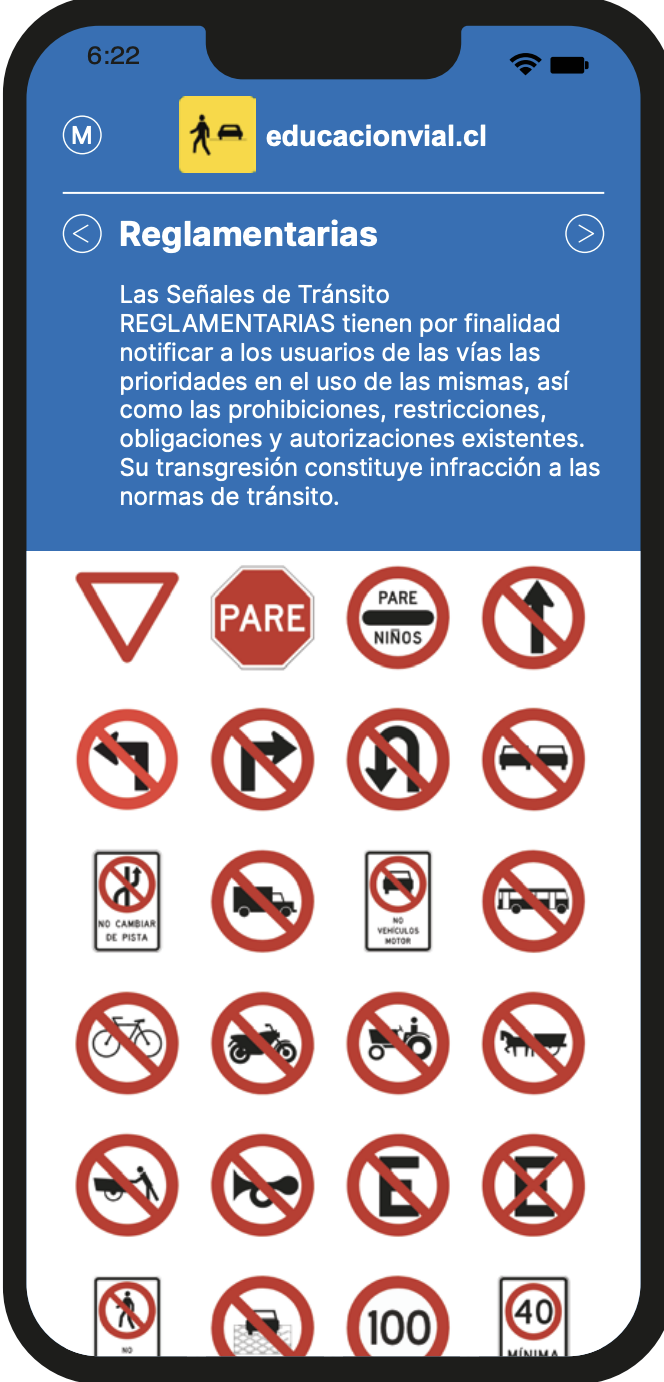 6:22
M
educacionvial.cl
<
Reglamentarias
>
Las Señales de Tránsito
REGLAMENTARIAS tienen por finalidad
notificar a los usuarios de las vías las
prioridades en el uso de las mismas, así
como las prohibiciones, restricciones,
obligaciones y autorizaciones existentes.
Su transgresión constituye infracción a las
normas de tránsito.
PARE
PARE
NIÑOS
NO CAMBIAR
DE PISTA
NO
VEHÍCULOS
MOTOR
E
E
NO
100
40
MÍNIMA